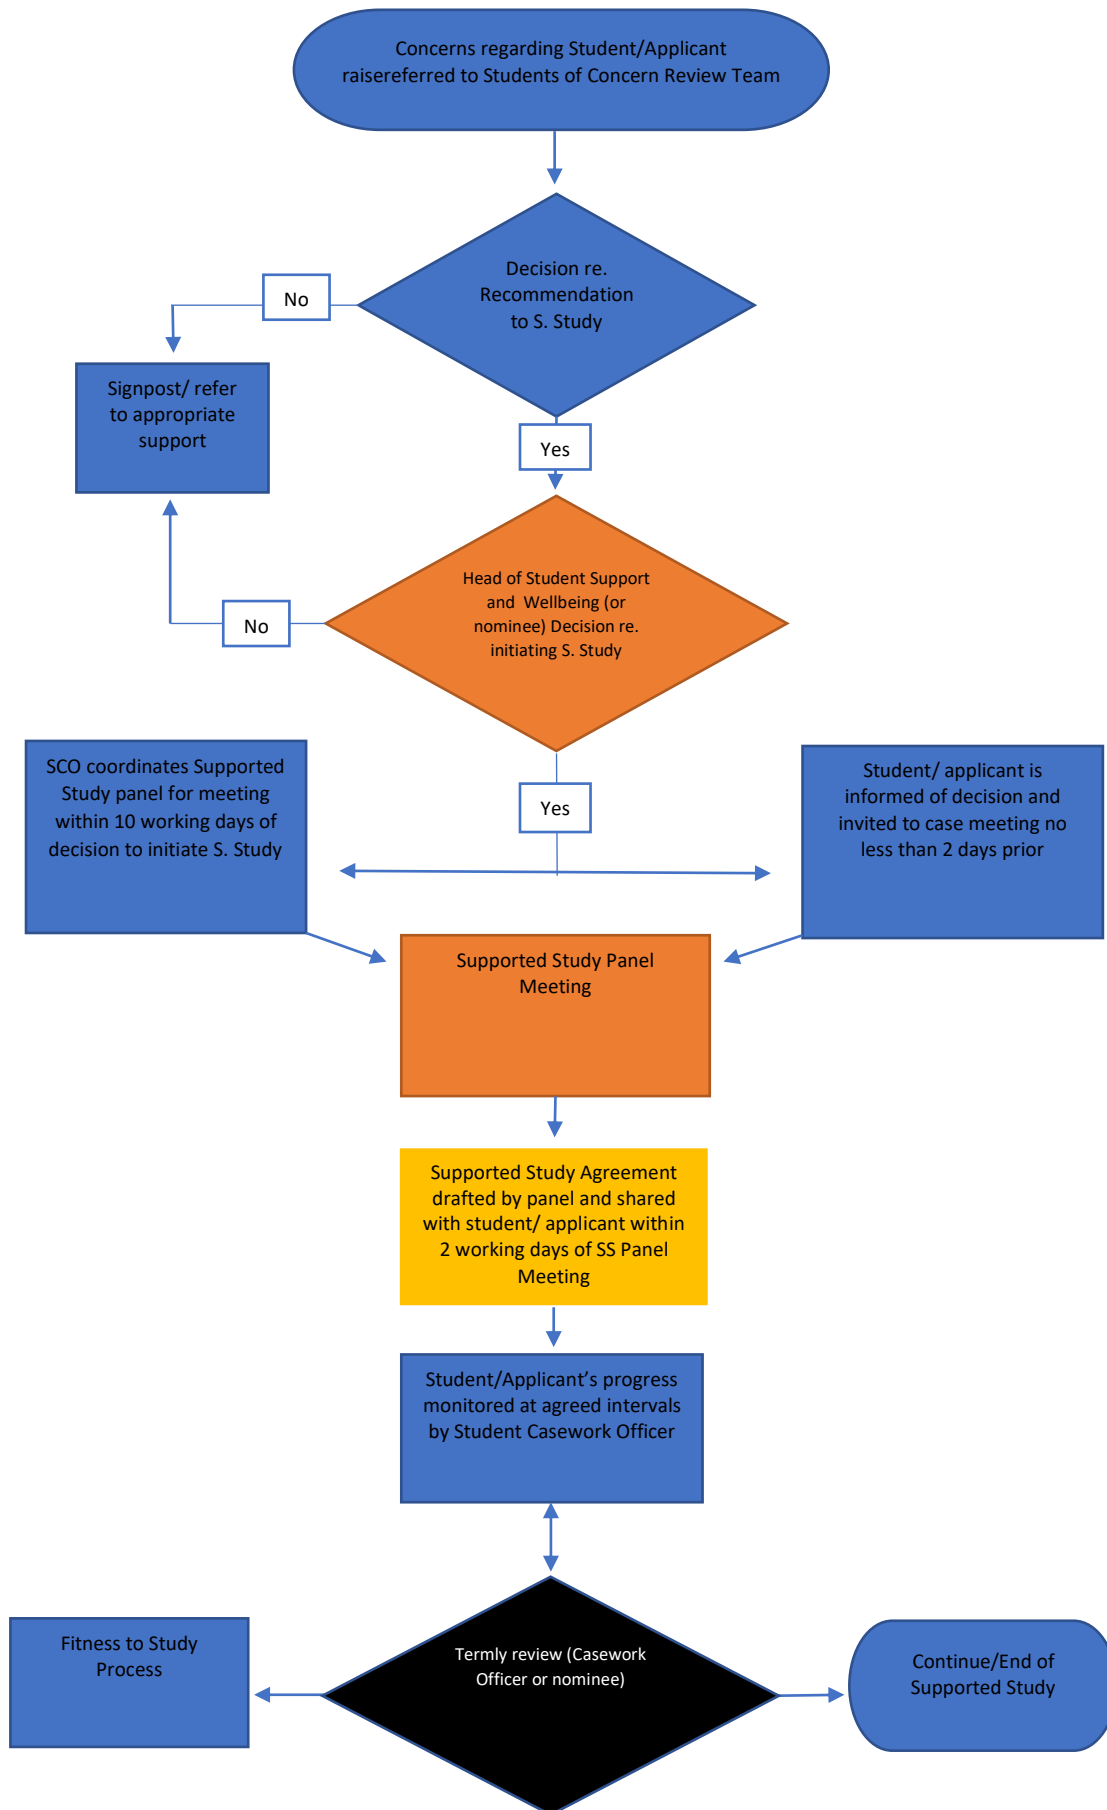 Concerns regarding Student/Applicant
raisereferred to Students of Concern Review Team
Decision re.
Recommendation
to S. Study
No
Signpost/ refer
to appropriate
support
Yes
Head of Student Support
and Wellbeing (or
nominee) Decision re.
initiating S. Study
No
SCO coordinates Supported
Study panel for meeting
within 10 working days of
decision to initiate S. Study
Yes
Student/ applicant is
informed of decision and
invited to case meeting no
less than 2 days prior
Supported Study Panel
Meeting
Supported Study Agreement
drafted by panel and shared
with student/ applicant within
2 working days of SS Panel
Meeting
Student/Applicant’s progress
monitored at agreed intervals
by Student Casework Officer
Fitness to Study
Process
Termly review (Casework
Officer or nominee)
Continue/End of
Supported Study